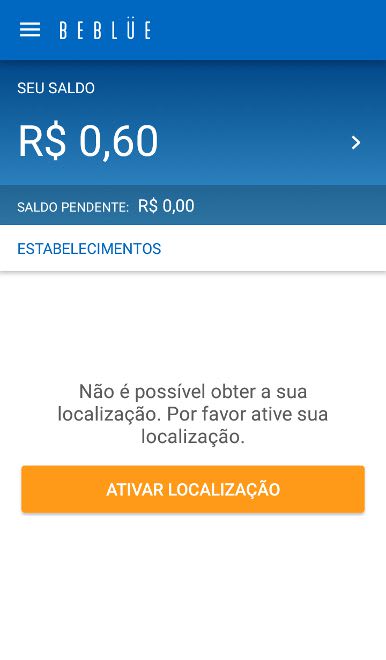 BEBLÜE
SEU SALDO
R$ 0,60
SALDO PENDENTE: R$ 0,00
ESTABELECIMENTOS
Não é possível obter a sua
localização. Por favor ative sua
localização.
ATIVAR LOCALIZAÇÃO